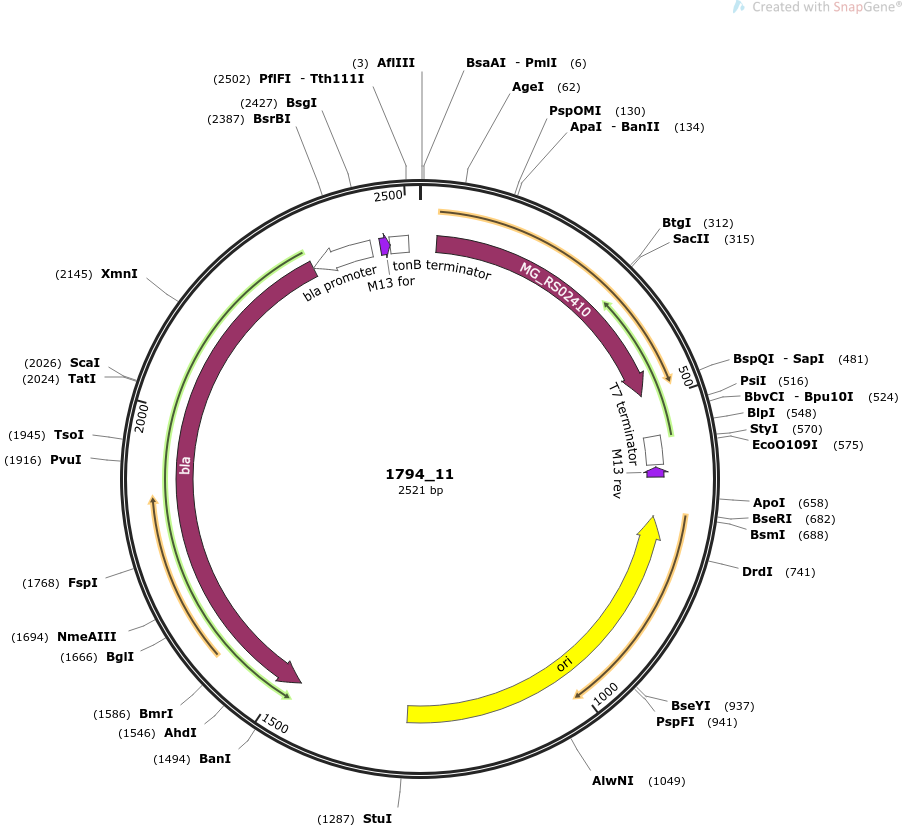 Created with SnapGene®
(3) AflIII
BsaAI - PmlI (6)
(2502) PflFI - Tth111I
AgeI (62)
(2427) BsgI
PspOMI (130)
(2387) BsrBI
ApaI - BanII (134)
2500
BtgI (312)
SacII (315)
(2145) XmnI
bla promoter
M13 for
tonB terminator
MG_RS02410
(2026) ScaI
(2024) TatI
BspQI - SapI (481)
500
PsiI (516)
BbvCI - Bpu10I (524)
BlpI (548)
StyI (570)
EcoO109I (575)
2000
(1945) TsoI
(1916) PvuI
T7 terminator
M13 rev
bla
1794_11
2521 bp
ApoI (658)
BseRI (682)
BsmI (688)
DrdI (741)
(1768) FspI
(1694) NmeAIII
(1666) BglI
ori
1000
BseYI (937)
PspFI (941)
(1586) BmrI
1500
(1546) AhdI
(1494) BanI
AlwNI (1049)
(1287) StuI